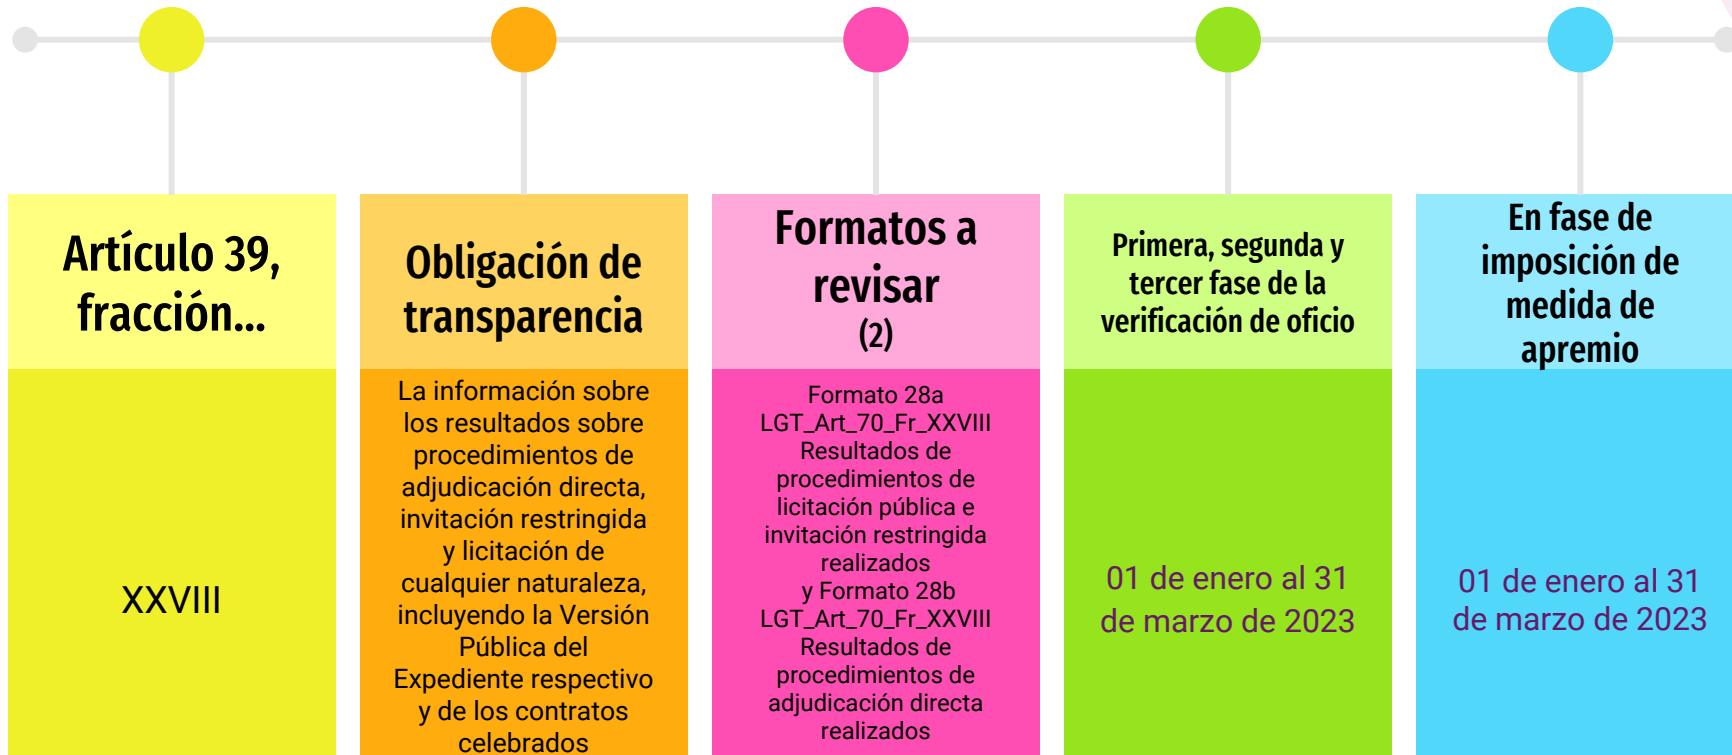 Artículo 39,
fracción...
XXVIII
Obligación de
transparencia
La información sobre
los resultados sobre
procedimientos de
adjudicación directa,
invitación restringida
y licitación de
cualquier naturaleza,
incluyendo la Versión
Pública del
Expediente respectivo
y de los contratos
celebrados
Formatos a
revisar
(2)
Formato 28a
LGT_Art_70_Fr_XXVIII
Resultados de
procedimientos de
licitación pública e
invitación restringida
realizados
y Formato 28b
LGT_Art_70_Fr_XXVIII
Resultados de
procedimientos de
adjudicación directa
realizados
Primera, segunda y
tercer fase de la
verificación de oficio
01 de enero al 31
de marzo de 2023
En fase de
imposición de
medida de
apremio
01 de enero al 31
de marzo de 2023